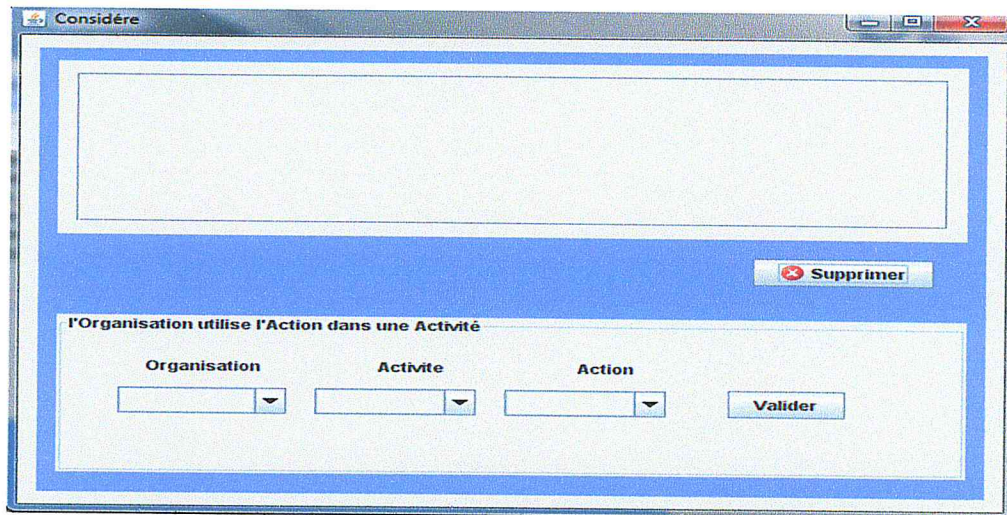 Considére
Supprimer
l'Organisation utilise l'Action dans une Activité
Organisation Activite Action
Valider